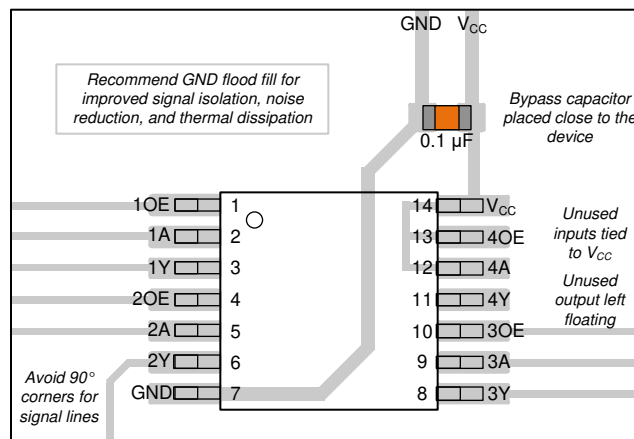 GND VCC
Recommend GND flood fill for
improved signal isolation, noise
reduction, and thermal dissipation
Bypass capacitor
placed close to the
device
0.1 µF
1OE 1 14 VCC
1A 2 13 4OE
1Y 3 12 4A
2OE 4 11 4Y
2A 5 10 3OE
2Y 6 9 3A
GND 7 8 3Y
Unused
inputs tied
to VCC
Unused
output left
floating
Avoid 90°
corners for
signal lines